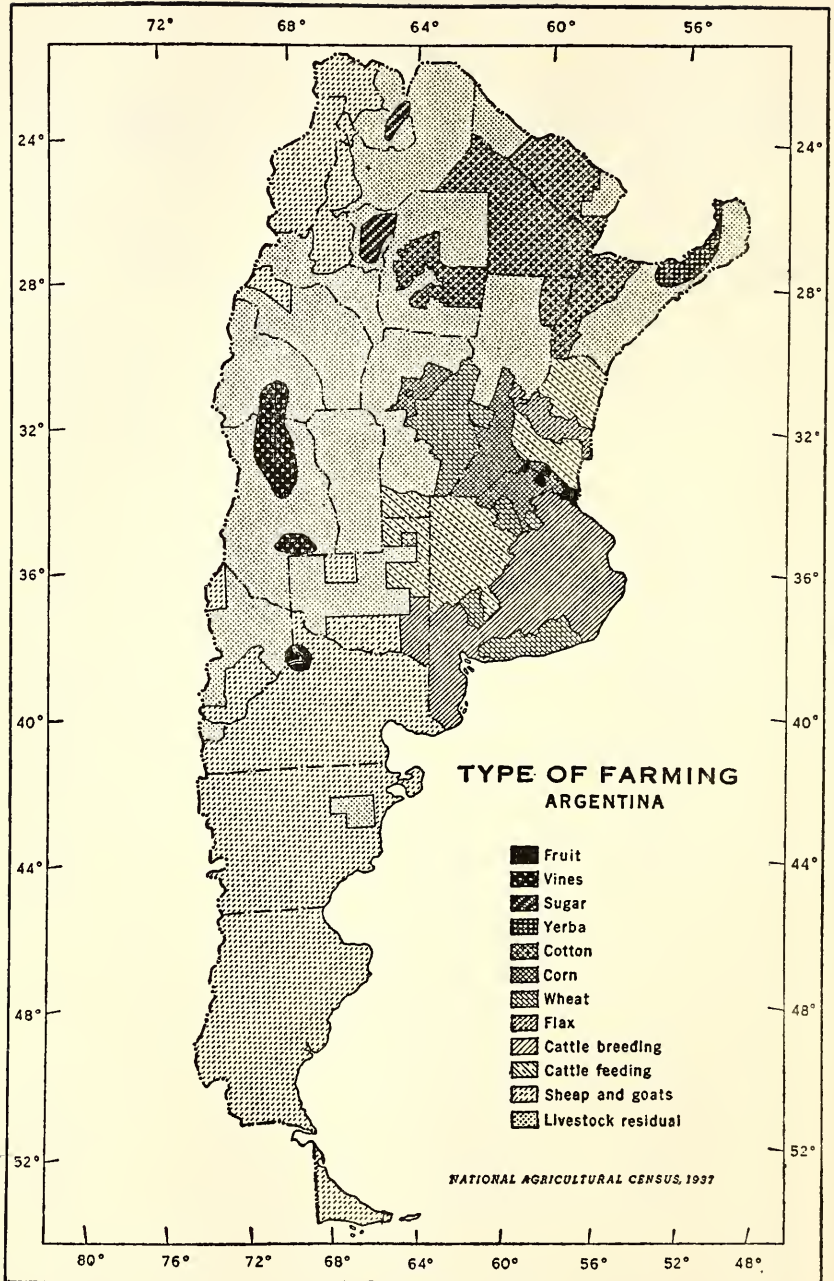 72° 68° 64° 60° 56°
24° 24°
28° 28°
32° 32°
36° 36°
40° 40°
TYPE OF FARMING
ARGENTINA
Fruit
Vines
Sugar
Yerba
Cotton
Corn
Wheat
Flax
Cattle breeding
Cattle feeding
Sheap and goats
Livestock residual
44° 44°
48° 48°
52° 52°
NATIONAL AGRICULTURAL CENSUS, 1937
80° 76° 72° 68° 64° 60° 56° 52° 48°